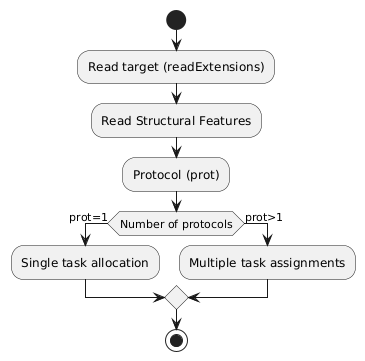 Read target (readExtensions)
Read Structural Features
Protocol (prot)
prot=1
Number of protocols
prot>1
Single task allocation
Multiple task assignments